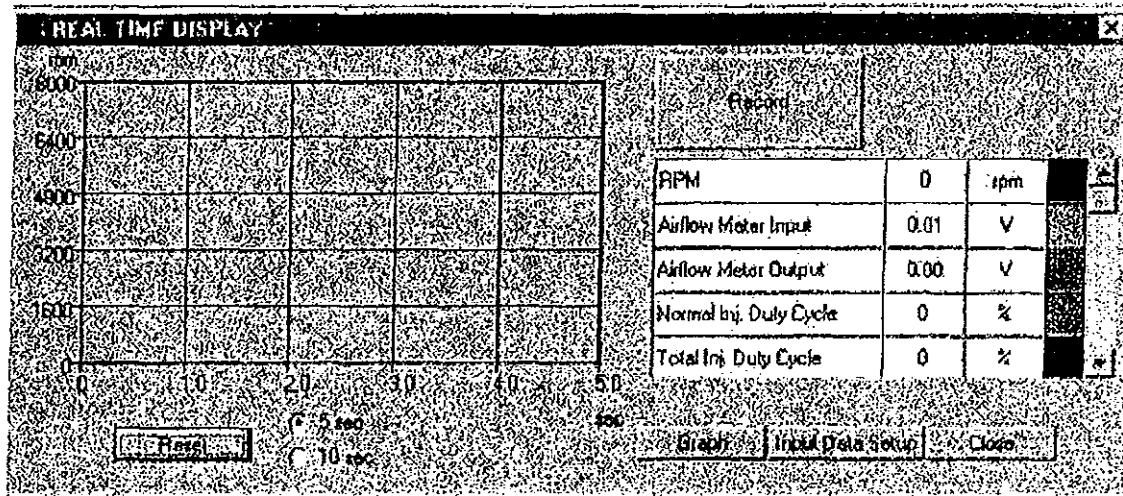 REAL TIME DISPLAY
rpm
8000
6400
4900
3200
1600
0
0 1.0 2.0 3.0 4.0 5.0
sec
Reset
5 sec
10 sec
Record
RPM 0 rpm
Airflow Meter Input 0.01 V
Airflow Meter Output 0.00 V
Normal Inj. Duty Cycle 0 %
Total Inj. Duty Cycle 0 %
Graph Input Data Setup Close